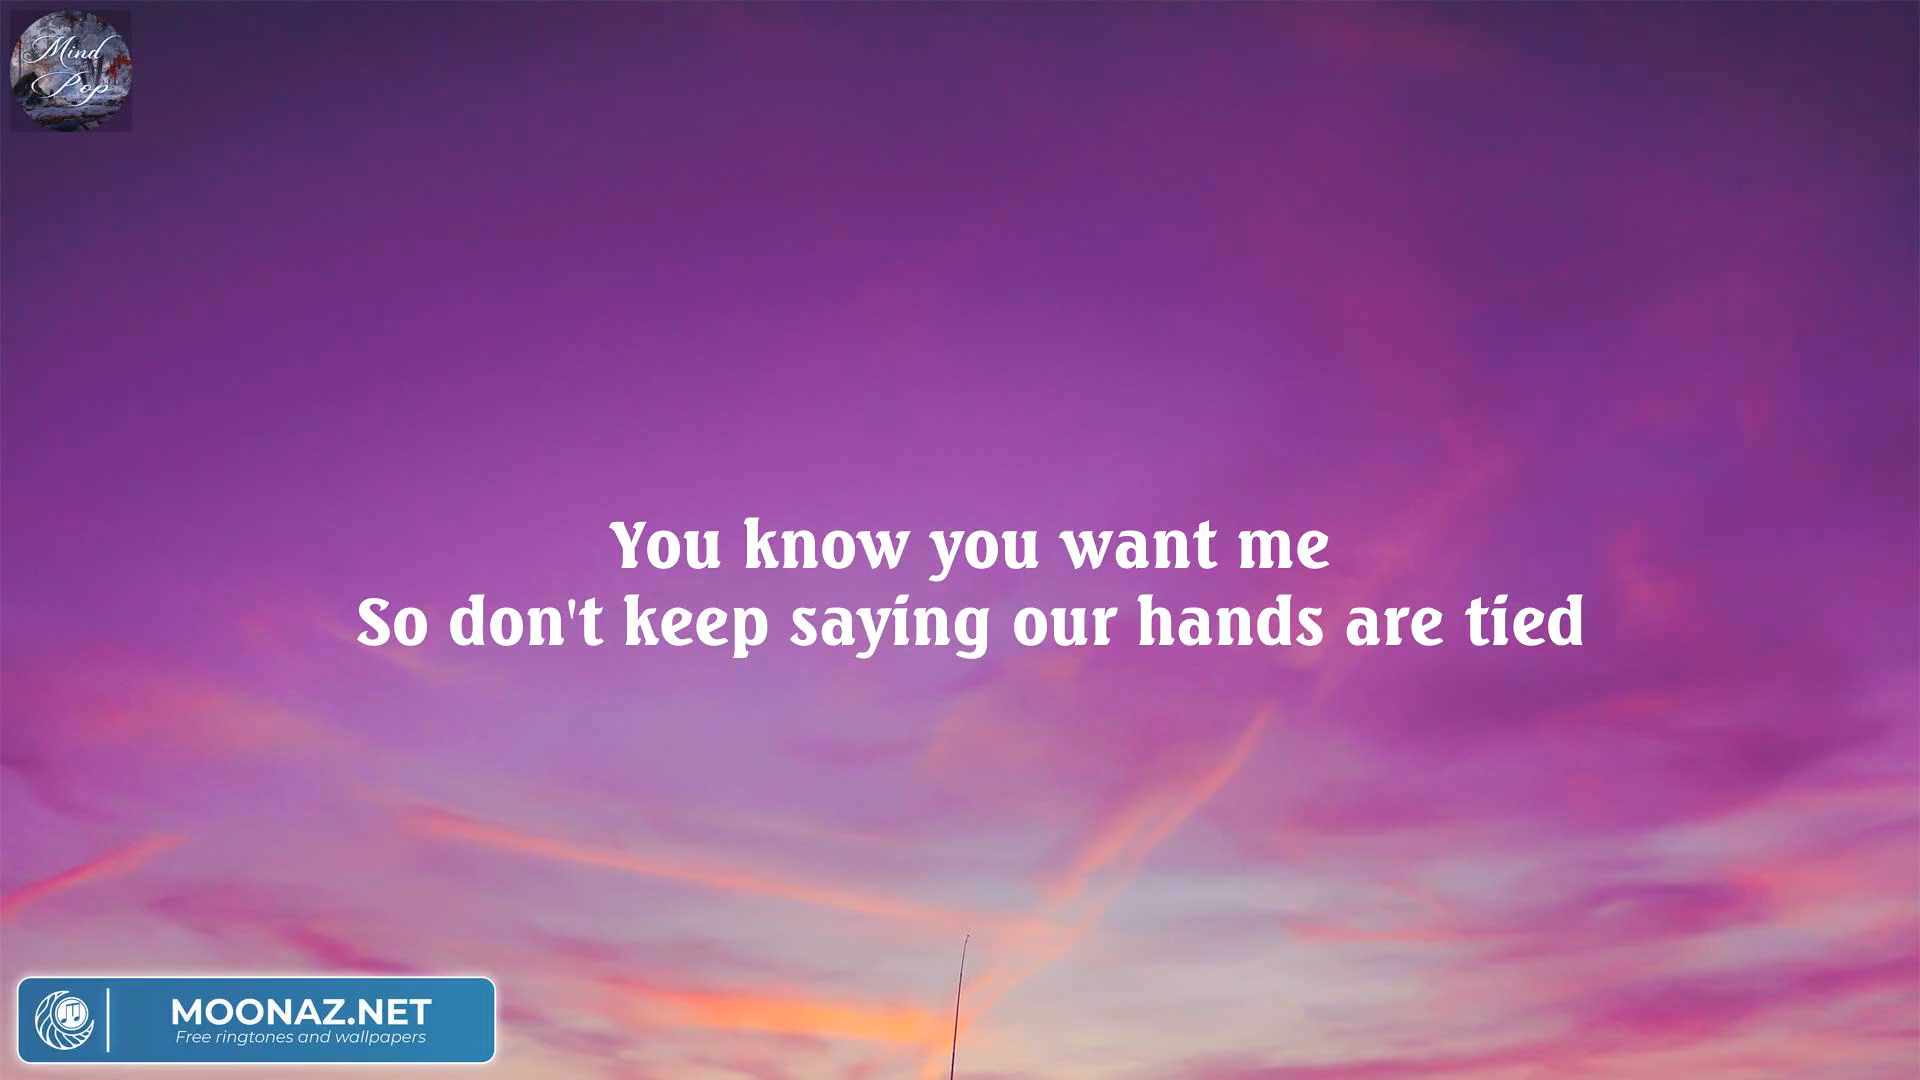 Mind
Pop
You know you want me
So don't keep saying our hands are tied
MOONAZ.NET
Free ringtones and wallpapers